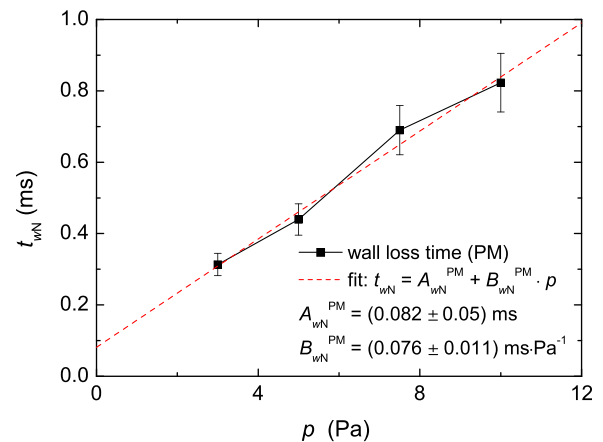 1.0
0.8
0.6
0.4
0.2
0.0
t_wN (ms)
wall loss time (PM)
fit: t_wN = A_wN^PM + B_wN^PM · p
A_wN^PM = (0.082 ± 0.05) ms
B_wN^PM = (0.076 ± 0.011) ms·Pa^-1
0 4 8 12
p (Pa)